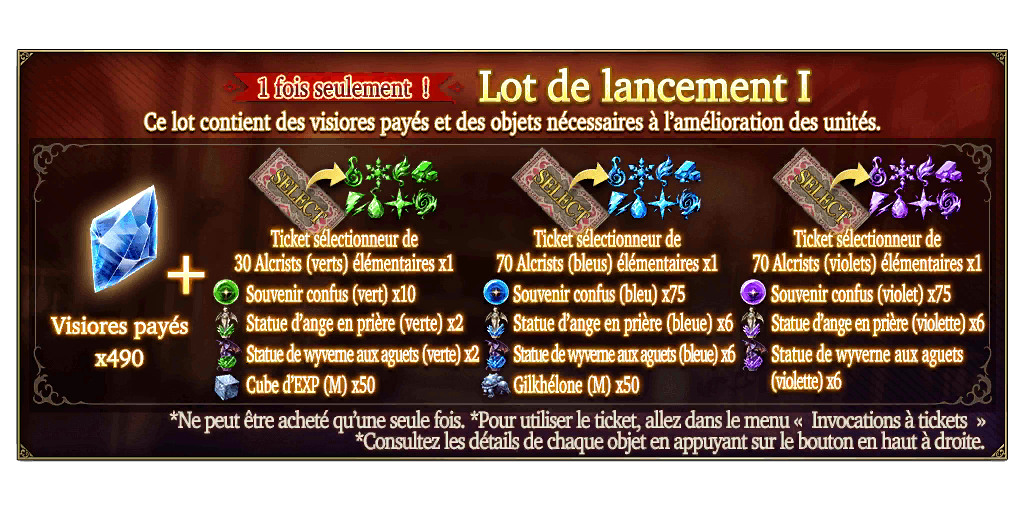 1 fois seulement !
Lot de lancement I
Ce lot contient des visiores payés et des objets nécessaires à l'amélioration des unités.
Visiores payés
x490
+
SELECT
Ticket sélectionneur de
30 Alcrists (verts) élémentaires x1
Souvenir confus (vert) x10
Statue d'ange en prière (verte) x2
Statue de wyverne aux aguets (verte) x2
Cube d'EXP (M) x50
SELECT
Ticket sélectionneur de
70 Alcrists (bleus) élémentaires x1
Souvenir confus (bleu) x75
Statue d'ange en prière (bleue) x6
Statue de wyverne aux aguets (bleue) x6
Gilkhélone (M) x50
SELECT
Ticket sélectionneur de
70 Alcrists (violets) élémentaires x1
Souvenir confus (violet) x75
Statue d'ange en prière (violette) x6
Statue de wyverne aux aguets
(violette) x6
*Ne peut être acheté qu'une seule fois. *Pour utiliser le ticket, allez dans le menu « Invocations à tickets »
*Consultez les détails de chaque objet en appuyant sur le bouton en haut à droite.